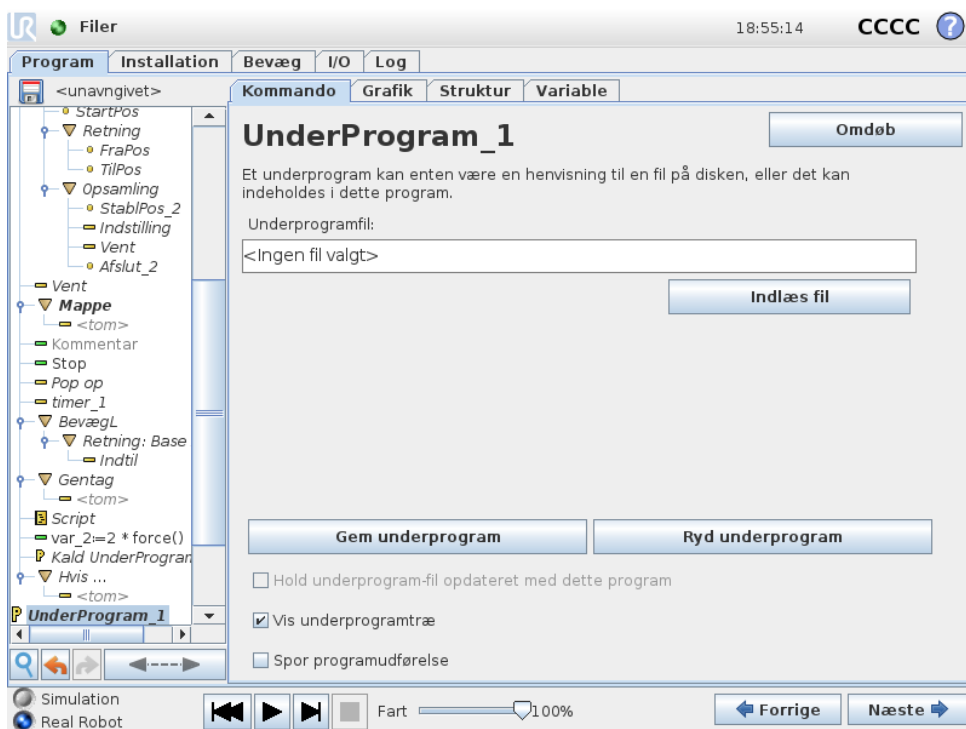 UR Filer 18:55:14 CCCC ?
Program Installation Bevæg I/O Log
<unavngivet>
Kommando Grafik Struktur Variable
StartPos
Retning
FraPos
TilPos
Opsamling
StablPos_2
Indstilling
Vent
Afslut_2
Vent
Mappe
<tom>
Kommentar
Stop
Pop op
timer_1
BevægL
Retning: Base
Indtil
Gentag
<tom>
Script
var_2:=2 * force()
P Kald UnderProgram
Hvis ...
<tom>
P UnderProgram_1
UnderProgram_1
Omdøb
Et underprogram kan enten være en henvisning til en fil på disken, eller det kan
indeholdes i dette program.
Underprogramfil:
<Ingen fil valgt>
Indlæs fil
Gem underprogram
Ryd underprogram
Hold underprogram-fil opdateret med dette program
Vis underprogramtræ
Spor programudførelse
Simulation
Real Robot
Fart 100%
Forrige
Næste